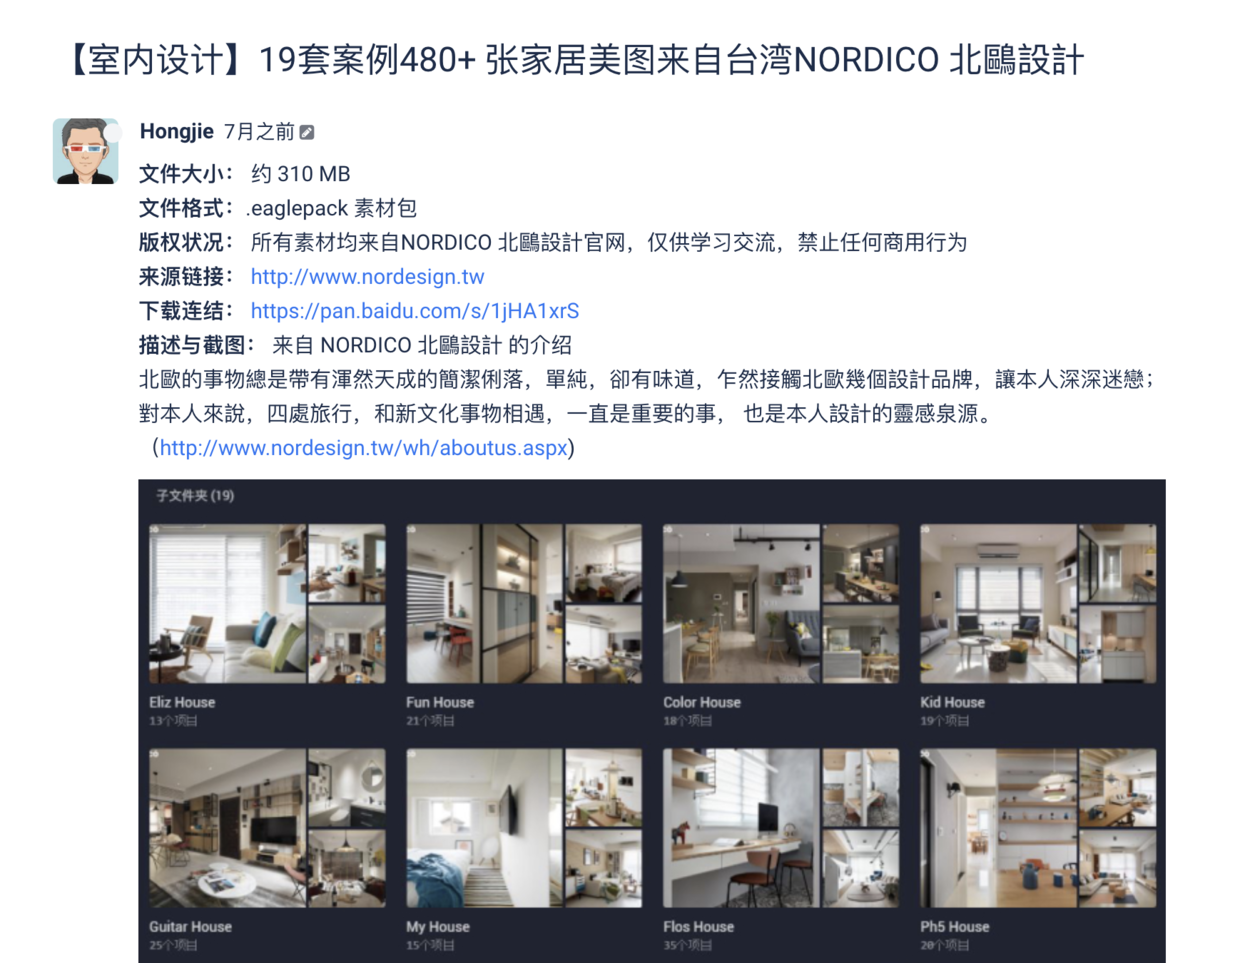 【室内设计】19套案例480+ 张家居美图来自台湾NORDICO 北鷗設計
Hongjie 7月之前
文件大小： 约 310 MB
文件格式：.eaglepack 素材包
版权状况： 所有素材均来自NORDICO 北鷗設計官网，仅供学习交流，禁止任何商用行为
来源链接： http://www.nordesign.tw
下载连结： https://pan.baidu.com/s/1jHA1xrS
描述与截图： 来自 NORDICO 北鷗設計 的介绍
北歐的事物總是帶有渾然天成的簡潔俐落，單純，卻有味道，乍然接觸北歐幾個設計品牌，讓本人深深迷戀；
對本人來說，四處旅行，和新文化事物相遇，一直是重要的事， 也是本人設計的靈感泉源。
（http://www.nordesign.tw/wh/aboutus.aspx)
子文件夹 (19)
Eliz House
13个项目
Fun House
21个项目
Color House
18个项目
Kid House
19个项目
Guitar House
25个项目
My House
15个项目
Flos House
35个项目
Ph5 House
20个项目